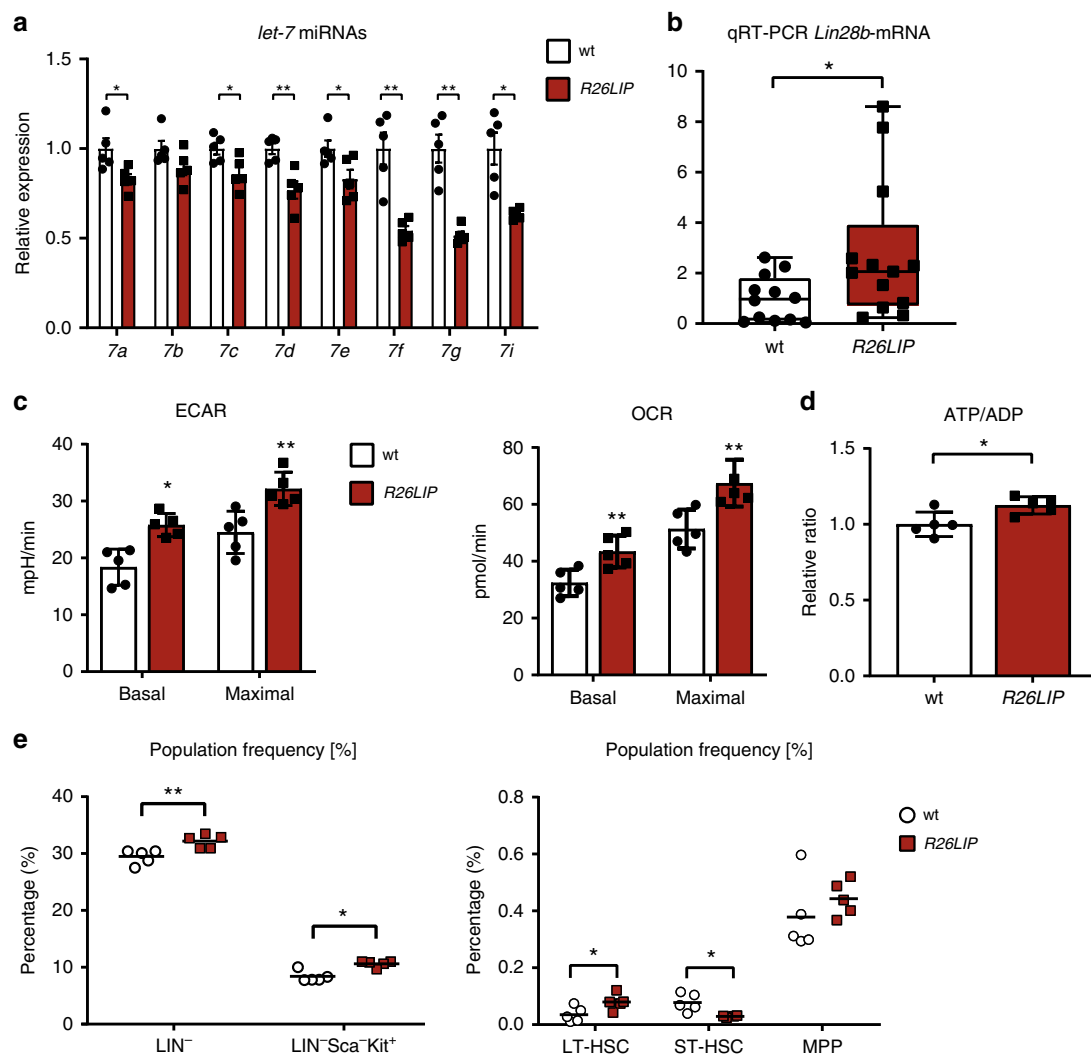 a
let-7 miRNAs
Relative expression
1.5
1.0
0.5
0.0
* * ** * ** ** *
7a 7b 7c 7d 7e 7f 7g 7i
wt
R26LIP
b
qRT-PCR Lin28b-mRNA
*
10
8
6
4
2
0
wt R26LIP
c
ECAR
mpH/min
40
30
20
10
0
* **
Basal Maximal
wt
R26LIP
OCR
pmol/min
80
60
40
20
0
** **
Basal Maximal
d
ATP/ADP
Relative ratio
1.5
1.0
0.5
0.0
*
wt R26LIP
e
Population frequency [%]
Percentage (%)
40
30
20
10
0
** *
LIN⁻ LIN⁻Sca⁻Kit⁺
Population frequency [%]
Percentage (%)
0.8
0.6
0.4
0.2
0.0
* *
LT-HSC ST-HSC MPP
wt
R26LIP